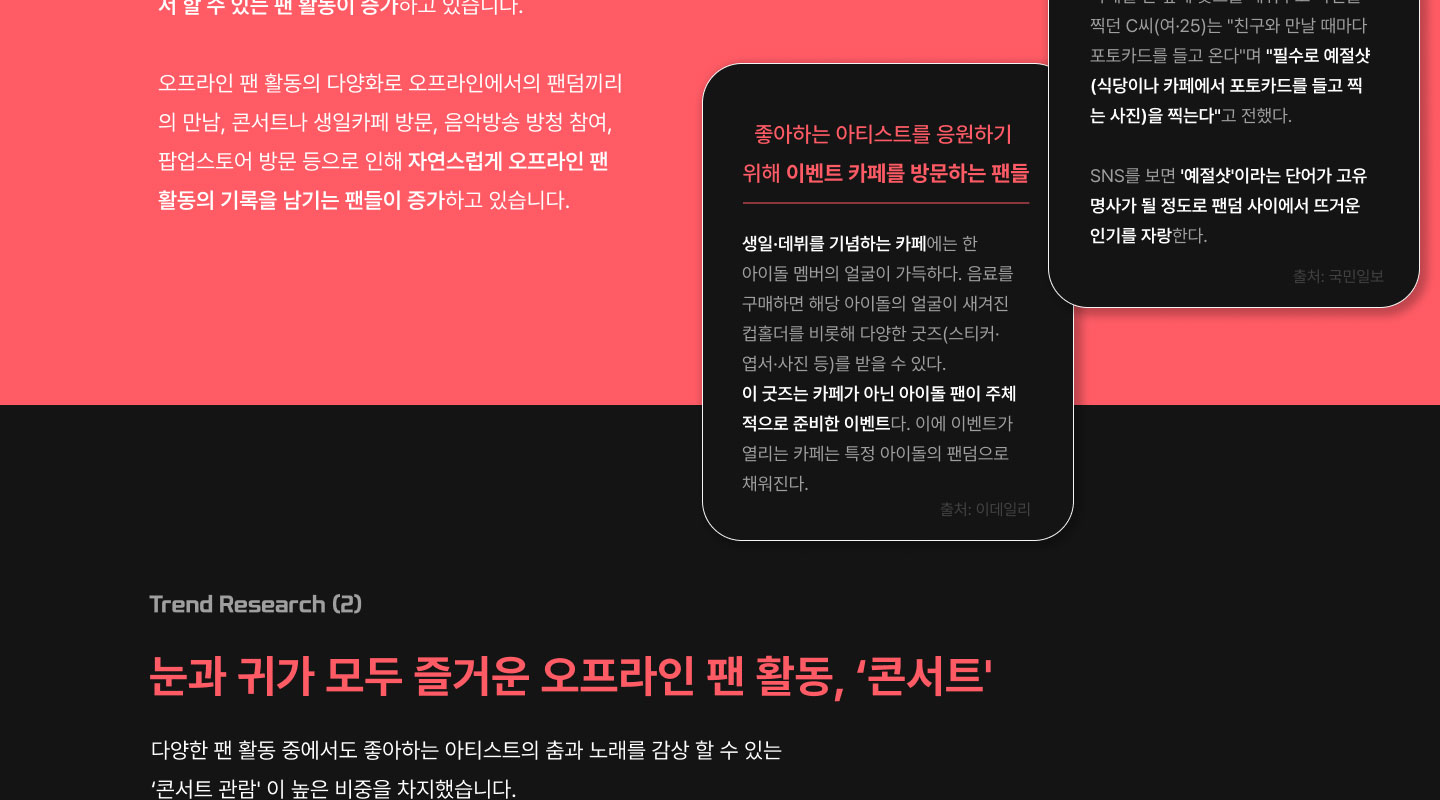 서 할 수 있는 팬 활동이 증가하고 있습니다.
오프라인 팬 활동의 다양화로 오프라인에서의 팬덤끼리
의 만남, 콘서트나 생일카페 방문, 음악방송 방청 참여,
팝업스토어 방문 등으로 인해 자연스럽게 오프라인 팬
활동의 기록을 남기는 팬들이 증가하고 있습니다.
좋아하는 아티스트를 응원하기
위해 이벤트 카페를 방문하는 팬들
생일·데뷔를 기념하는 카페에는 한
아이돌 멤버의 얼굴이 가득하다. 음료를
구매하면 해당 아이돌의 얼굴이 새겨진
컵홀더를 비롯해 다양한 굿즈(스티커·
엽서·사진 등)를 받을 수 있다.
이 굿즈는 카페가 아닌 아이돌 팬이 주체
적으로 준비한 이벤트다. 이에 이벤트가
열리는 카페는 특정 아이돌의 팬덤으로
채워진다.
출처: 이데일리
찍던 C씨(여·25)는 "친구와 만날 때마다
포토카드를 들고 온다"며 "필수로 예절샷
(식당이나 카페에서 포토카드를 들고 찍
는 사진)을 찍는다"고 전했다.
SNS를 보면 '예절샷'이라는 단어가 고유
명사가 될 정도로 팬덤 사이에서 뜨거운
인기를 자랑한다.
출처: 국민일보
Trend Research (2)
눈과 귀가 모두 즐거운 오프라인 팬 활동, ‘콘서트'
다양한 팬 활동 중에서도 좋아하는 아티스트의 춤과 노래를 감상 할 수 있는
‘콘서트 관람' 이 높은 비중을 차지했습니다.